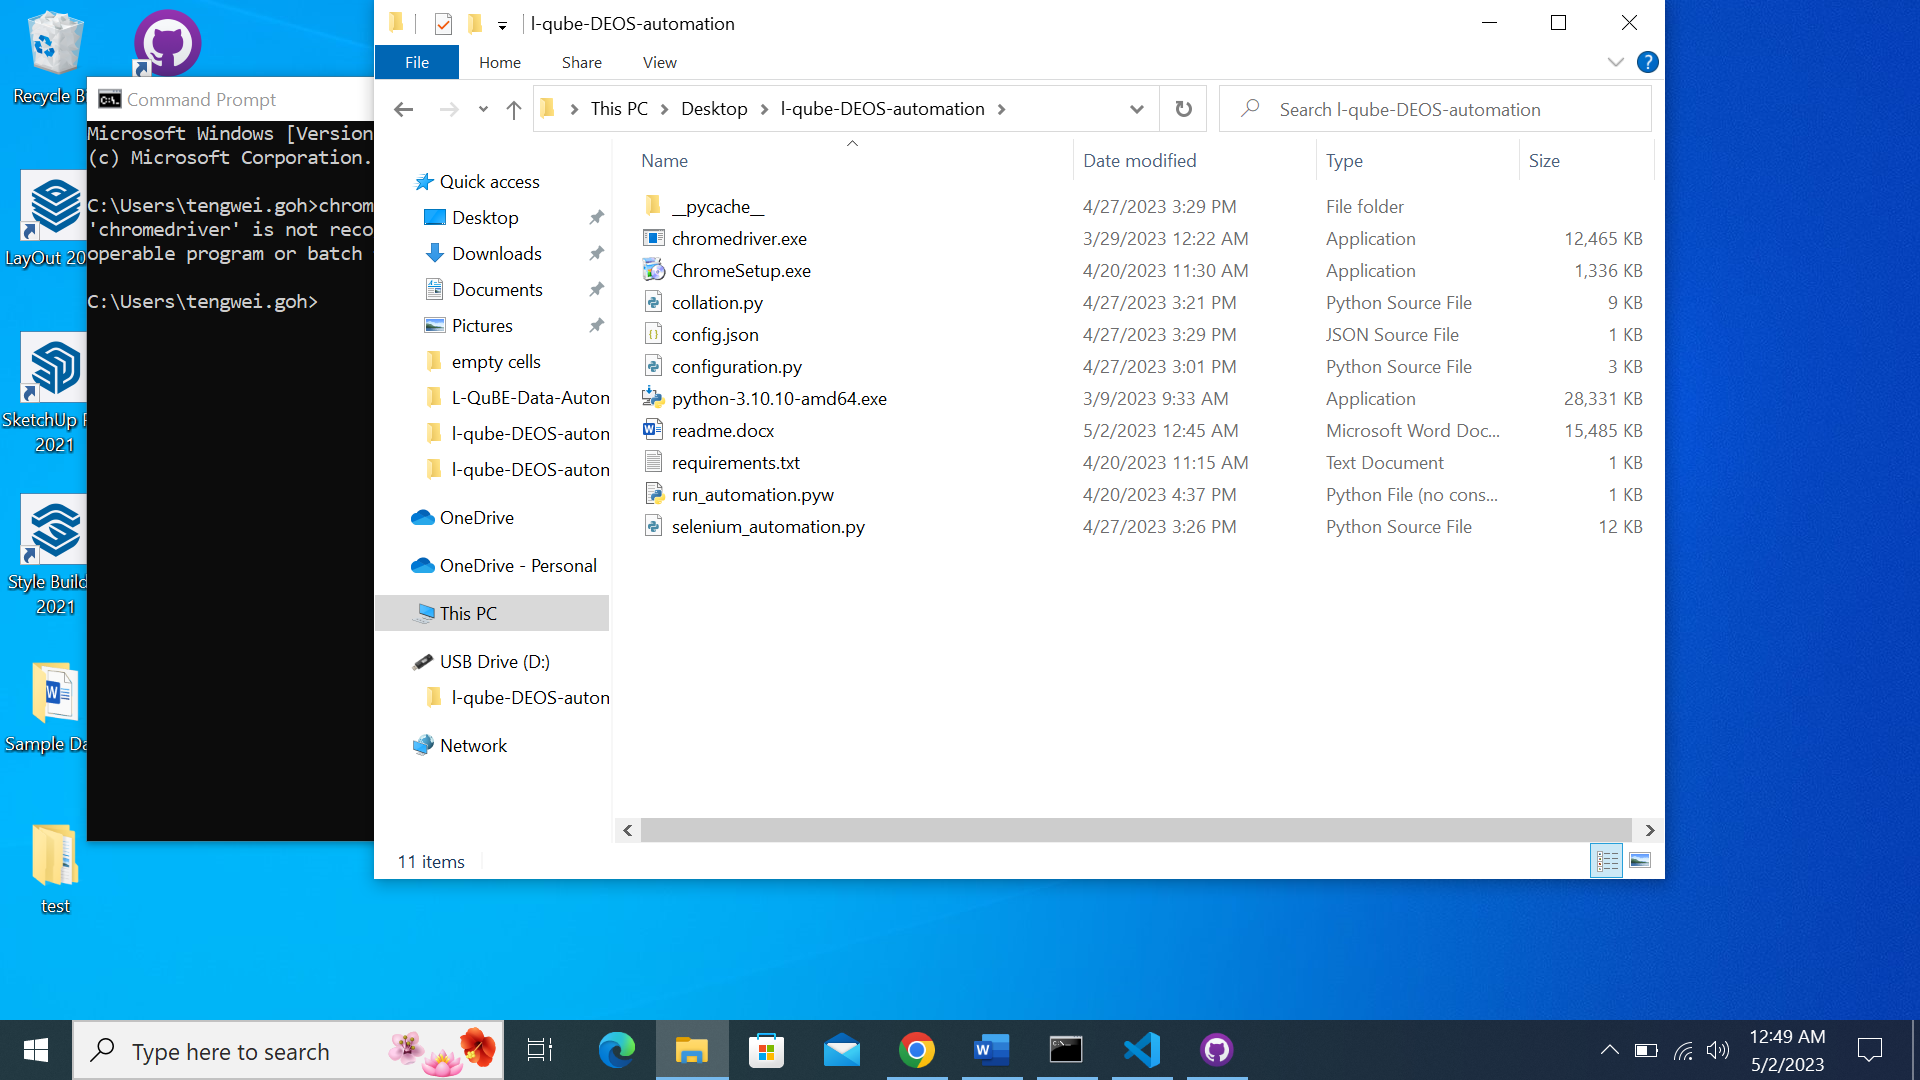 l-qube-DEOS-automation
File Home Share View
This PC Desktop l-qube-DEOS-automation
Search l-qube-DEOS-automation
Name Date modified Type Size
__pycache__ 4/27/2023 3:29 PM File folder
chromedriver.exe 3/29/2023 12:22 AM Application 12,465 KB
ChromeSetup.exe 4/20/2023 11:30 AM Application 1,336 KB
collation.py 4/27/2023 3:21 PM Python Source File 9 KB
config.json 4/27/2023 3:29 PM JSON Source File 1 KB
configuration.py 4/27/2023 3:01 PM Python Source File 3 KB
python-3.10.10-amd64.exe 3/9/2023 9:33 AM Application 28,331 KB
readme.docx 5/2/2023 12:45 AM Microsoft Word Doc... 15,485 KB
requirements.txt 4/20/2023 11:15 AM Text Document 1 KB
run_automation.pyw 4/20/2023 4:37 PM Python File (no cons... 1 KB
selenium_automation.py 4/27/2023 3:26 PM Python Source File 12 KB
Quick access
Desktop
Downloads
Documents
Pictures
empty cells
L-QuBE-Data-Autom
l-qube-DEOS-autom
l-qube-DEOS-autom
OneDrive
OneDrive - Personal
This PC
USB Drive (D:)
l-qube-DEOS-autom
Network
11 items
Command Prompt
Microsoft Windows [Version
(c) Microsoft Corporation.
C:\Users\tengwei.goh>chrom
'chromedriver' is not reco
operable program or batch
C:\Users\tengwei.goh>
Recycle Bi
LayOut 20
SketchUp P
2021
Style Build
2021
Sample Da
test
Type here to search
12:49 AM
5/2/2023